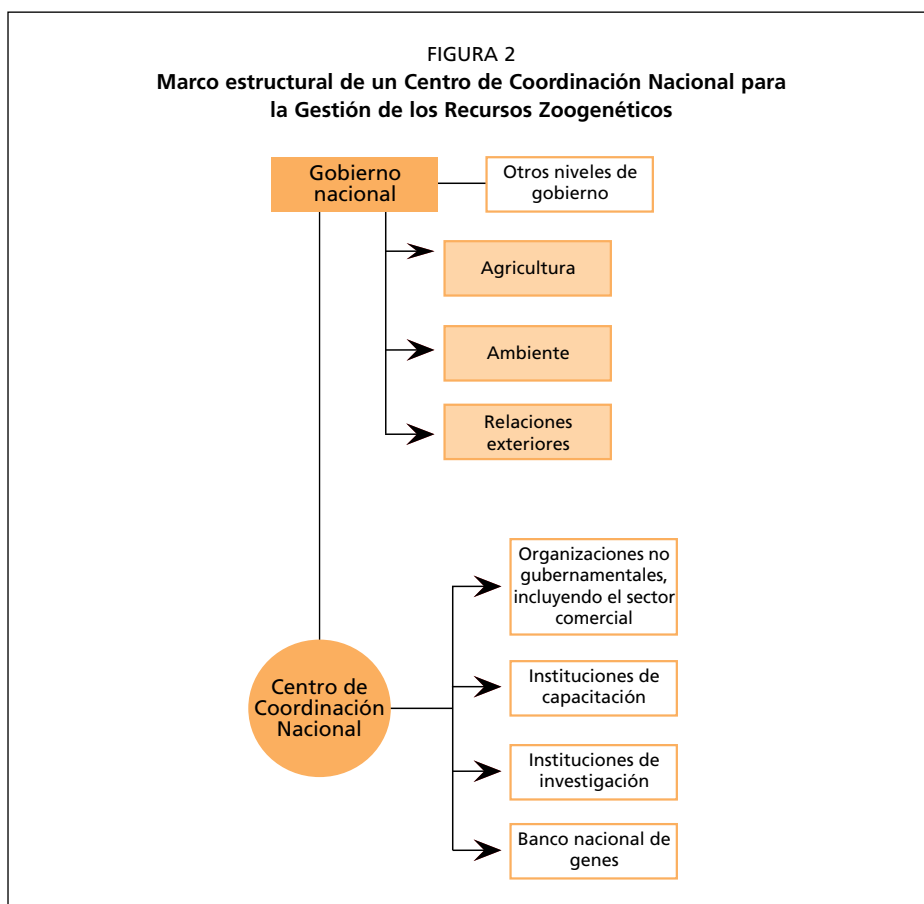 FIGURA 2
Marco estructural de un Centro de Coordinación Nacional para
la Gestión de los Recursos Zoogenéticos
Gobierno
nacional
Otros niveles de
gobierno
Agricultura
Ambiente
Relaciones
exteriores
Organizaciones no
gubernamentales,
incluyendo el sector
comercial
Centro de
Coordinación
Nacional
Instituciones de
capacitación
Instituciones de
investigación
Banco nacional de
genes